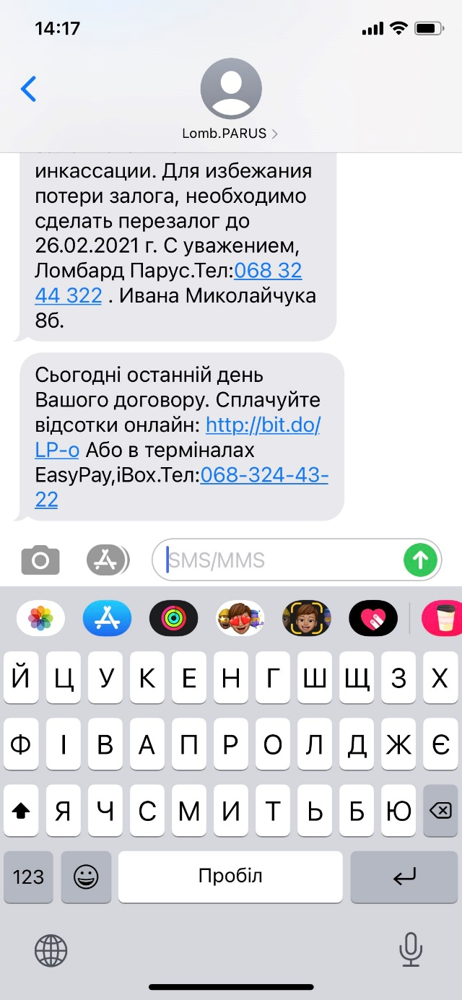 14:17
Lomb.PARUS
инкассации. Для избежания
потери залога, необходимо
сделать перезалог до
26.02.2021 г. С уважением,
Ломбард Парус.Тел:068 32
44 322 . Ивана Миколайчука
8б.
Сьогодні останній день
Вашого договору. Сплачуйте
відсотки онлайн: http://bit.do/
LP-o Або в терміналах
EasyPay,iBox.Тел:068-324-43-
22
SMS/MMS
Й Ц У К Е Н Г Ш Щ З Х
Ф І В А П Р О Л Д Ж Є
Я Ч С М И Т Ь Б Ю
123 Пробіл